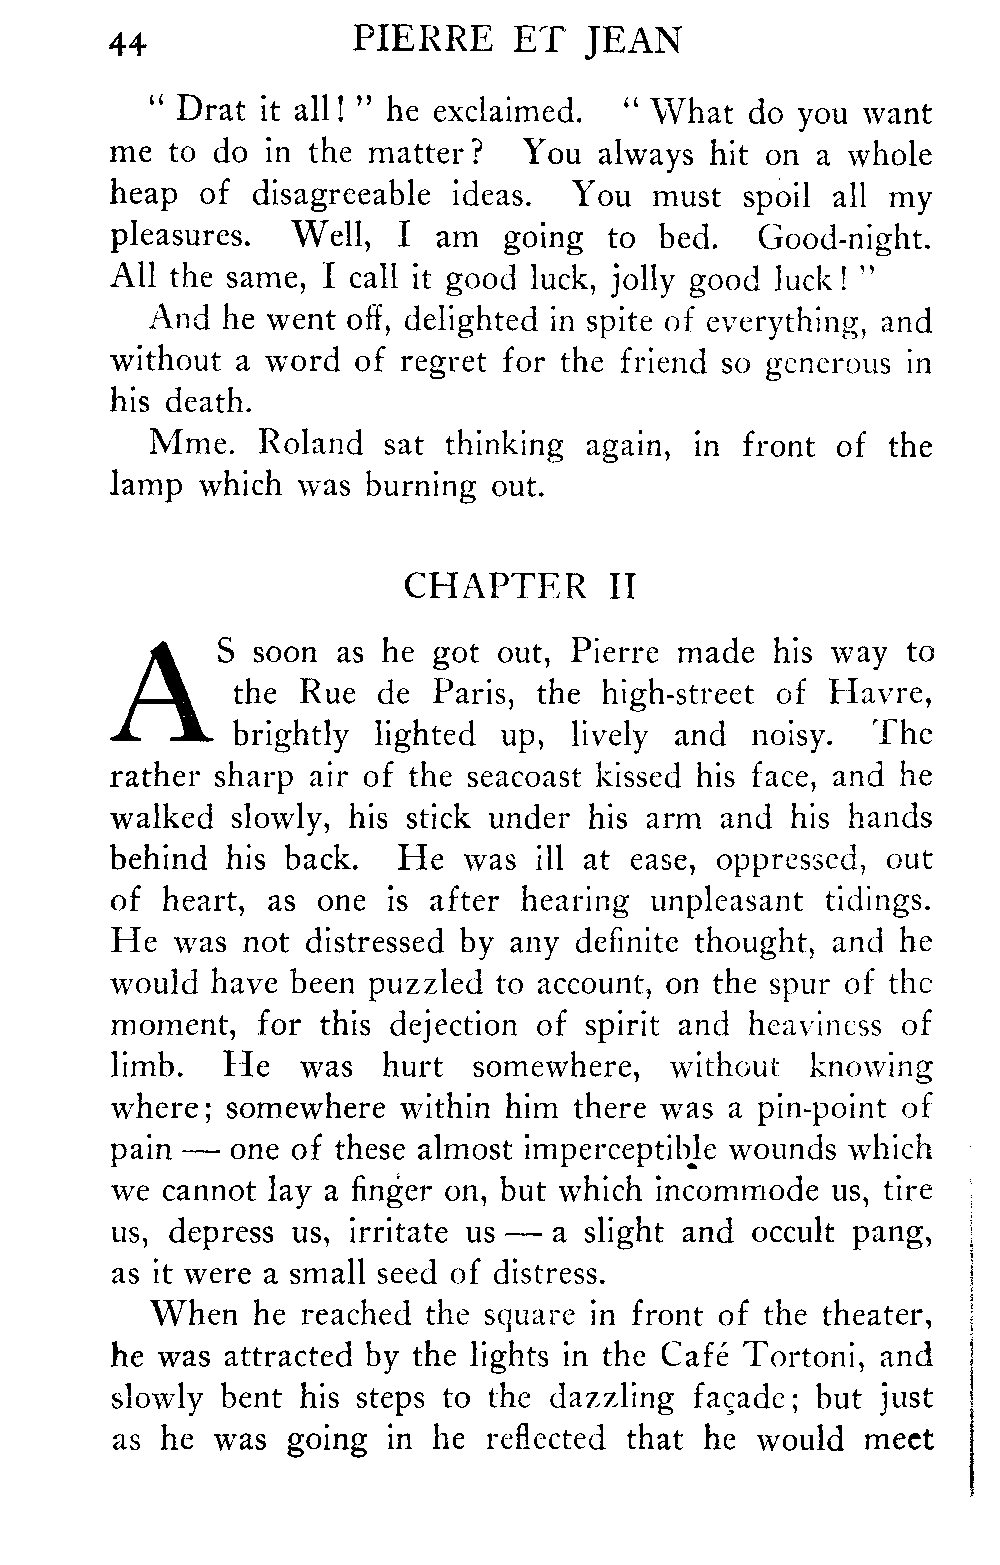 44 PIERRE ET JEAN
" Drat it all! " he exclaimed. " What do you want
me to do in the matter? You always hit on a whole
heap of disagreeable ideas. You must spoil all my
pleasures. Well, I am going to bed. Good-night.
All the same, I call it good luck, jolly good luck! "
And he went off, delighted in spite of everything, and
without a word of regret for the friend so generous in
his death.
Mme. Roland sat thinking again, in front of the
lamp which was burning out.
CHAPTER II
AS soon as he got out, Pierre made his way to
the Rue de Paris, the high-street of Havre,
brightly lighted up, lively and noisy. The
rather sharp air of the seacoast kissed his face, and he
walked slowly, his stick under his arm and his hands
behind his back. He was ill at ease, oppressed, out
of heart, as one is after hearing unpleasant tidings.
He was not distressed by any definite thought, and he
would have been puzzled to account, on the spur of the
moment, for this dejection of spirit and heaviness of
limb. He was hurt somewhere, without knowing
where; somewhere within him there was a pin-point of
pain — one of these almost imperceptible wounds which
we cannot lay a finger on, but which incommode us, tire
us, depress us, irritate us — a slight and occult pang,
as it were a small seed of distress.
When he reached the square in front of the theater,
he was attracted by the lights in the Café Tortoni, and
slowly bent his steps to the dazzling façade; but just
as he was going in he reflected that he would meet